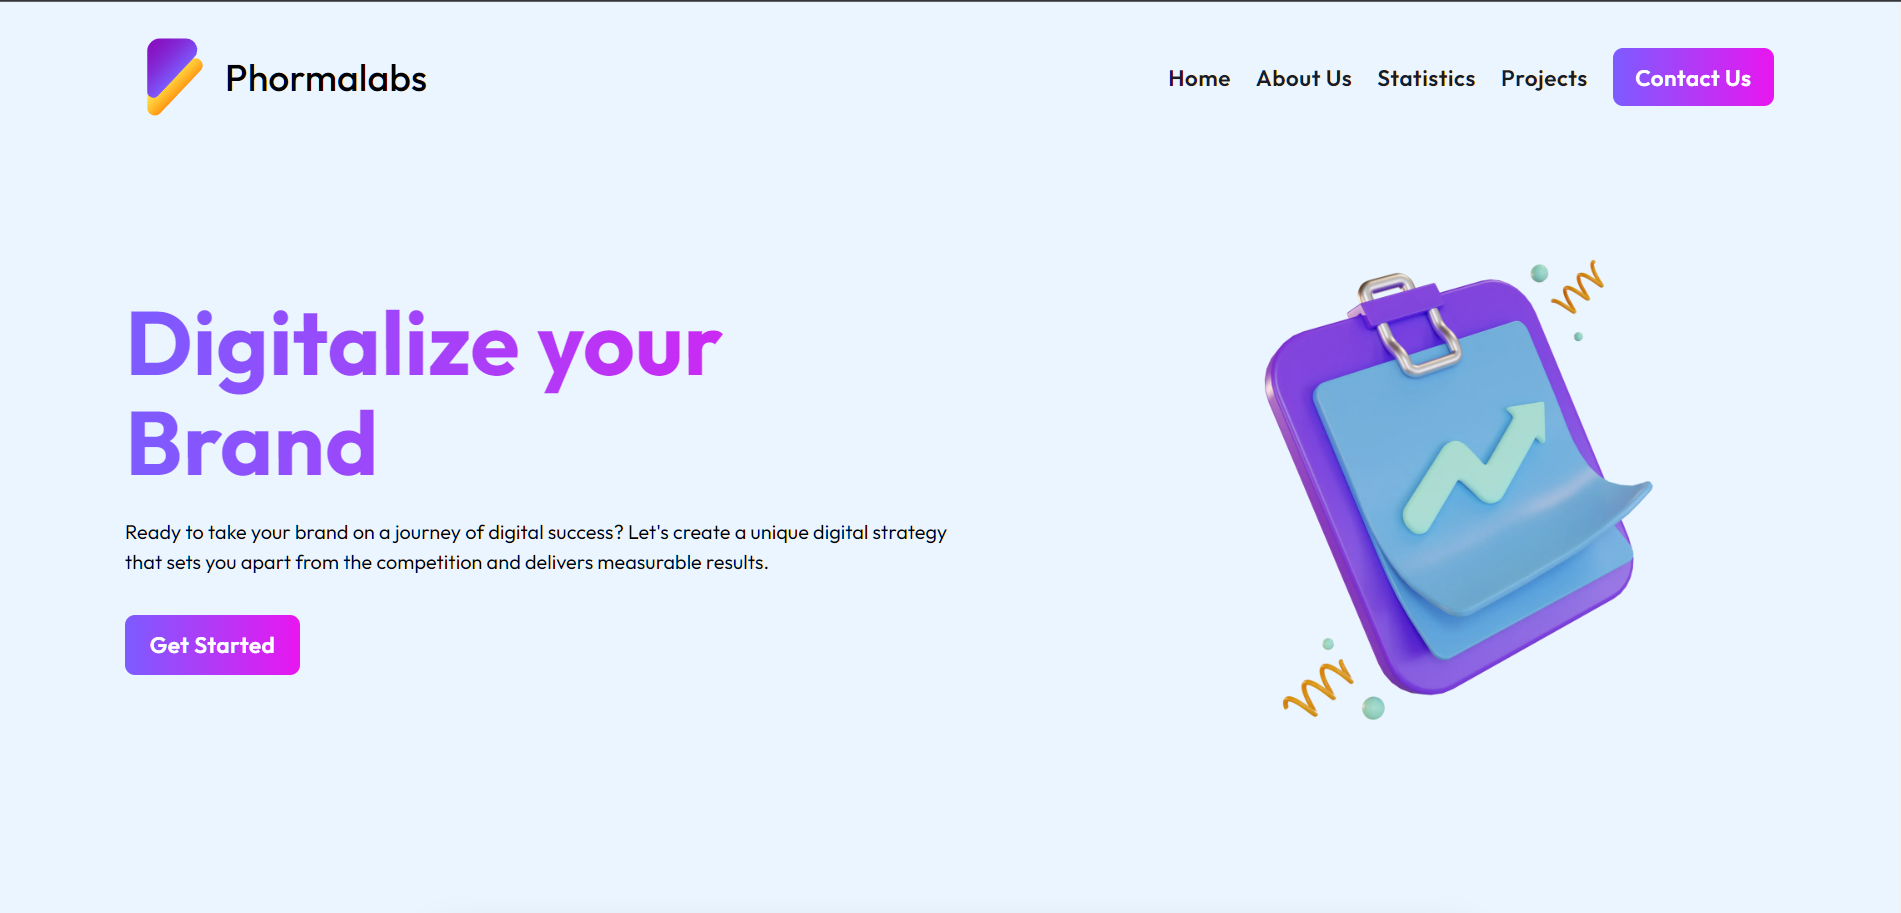 Phormalabs
Home About Us Statistics Projects Contact Us
Digitalize your
Brand
Ready to take your brand on a journey of digital success? Let's create a unique digital strategy
that sets you apart from the competition and delivers measurable results.
Get Started